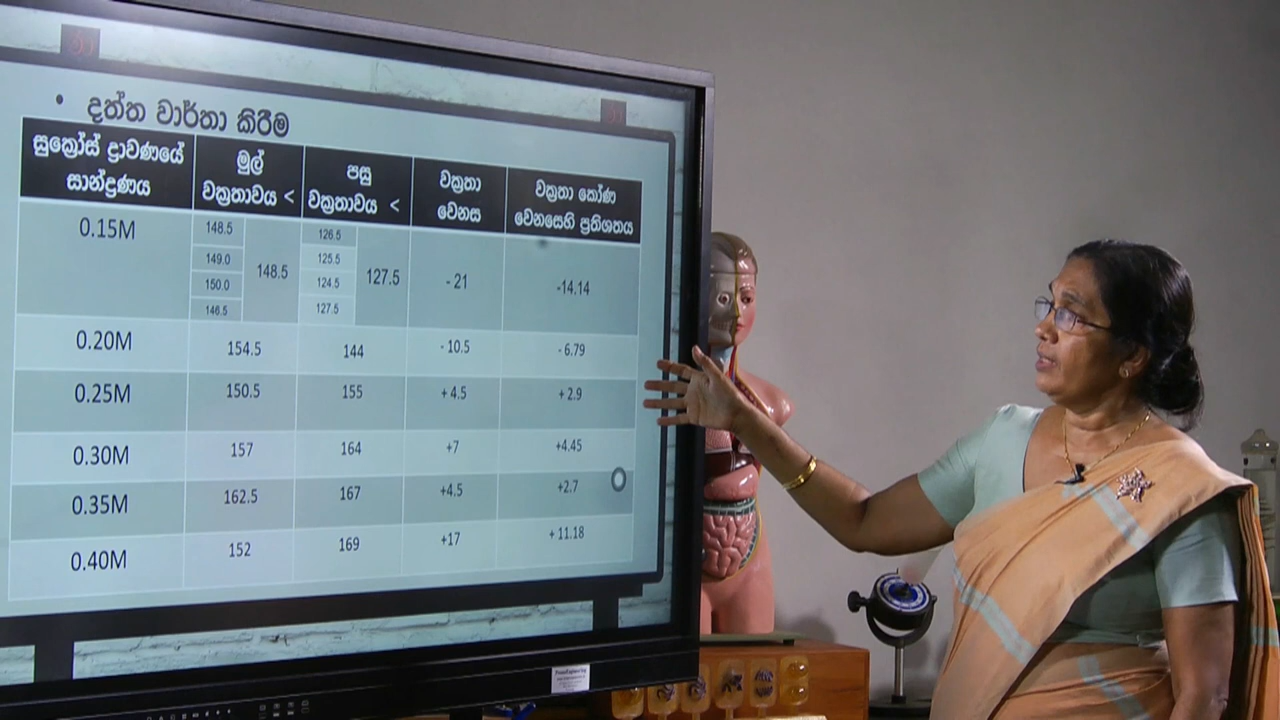 • දත්ත වාර්තා කිරීම
සුක්‍රෝස් ද්‍රාවණයේ සාන්ද්‍රණය
මුල් වක්‍රතාවය <
පසු වක්‍රතාවය <
වක්‍රතා වෙනස
වක්‍රතා කෝණ වෙනසෙහි ප්‍රතිශතය
0.15M
148.5
149.0
150.0
146.5
148.5
126.5
125.5
124.5
127.5
127.5
- 21
-14.14
0.20M 154.5 144 - 10.5 - 6.79
0.25M 150.5 155 + 4.5 + 2.9
0.30M 157 164 +7 +4.45
0.35M 162.5 167 +4.5 +2.7
0.40M 152 169 +17 + 11.18